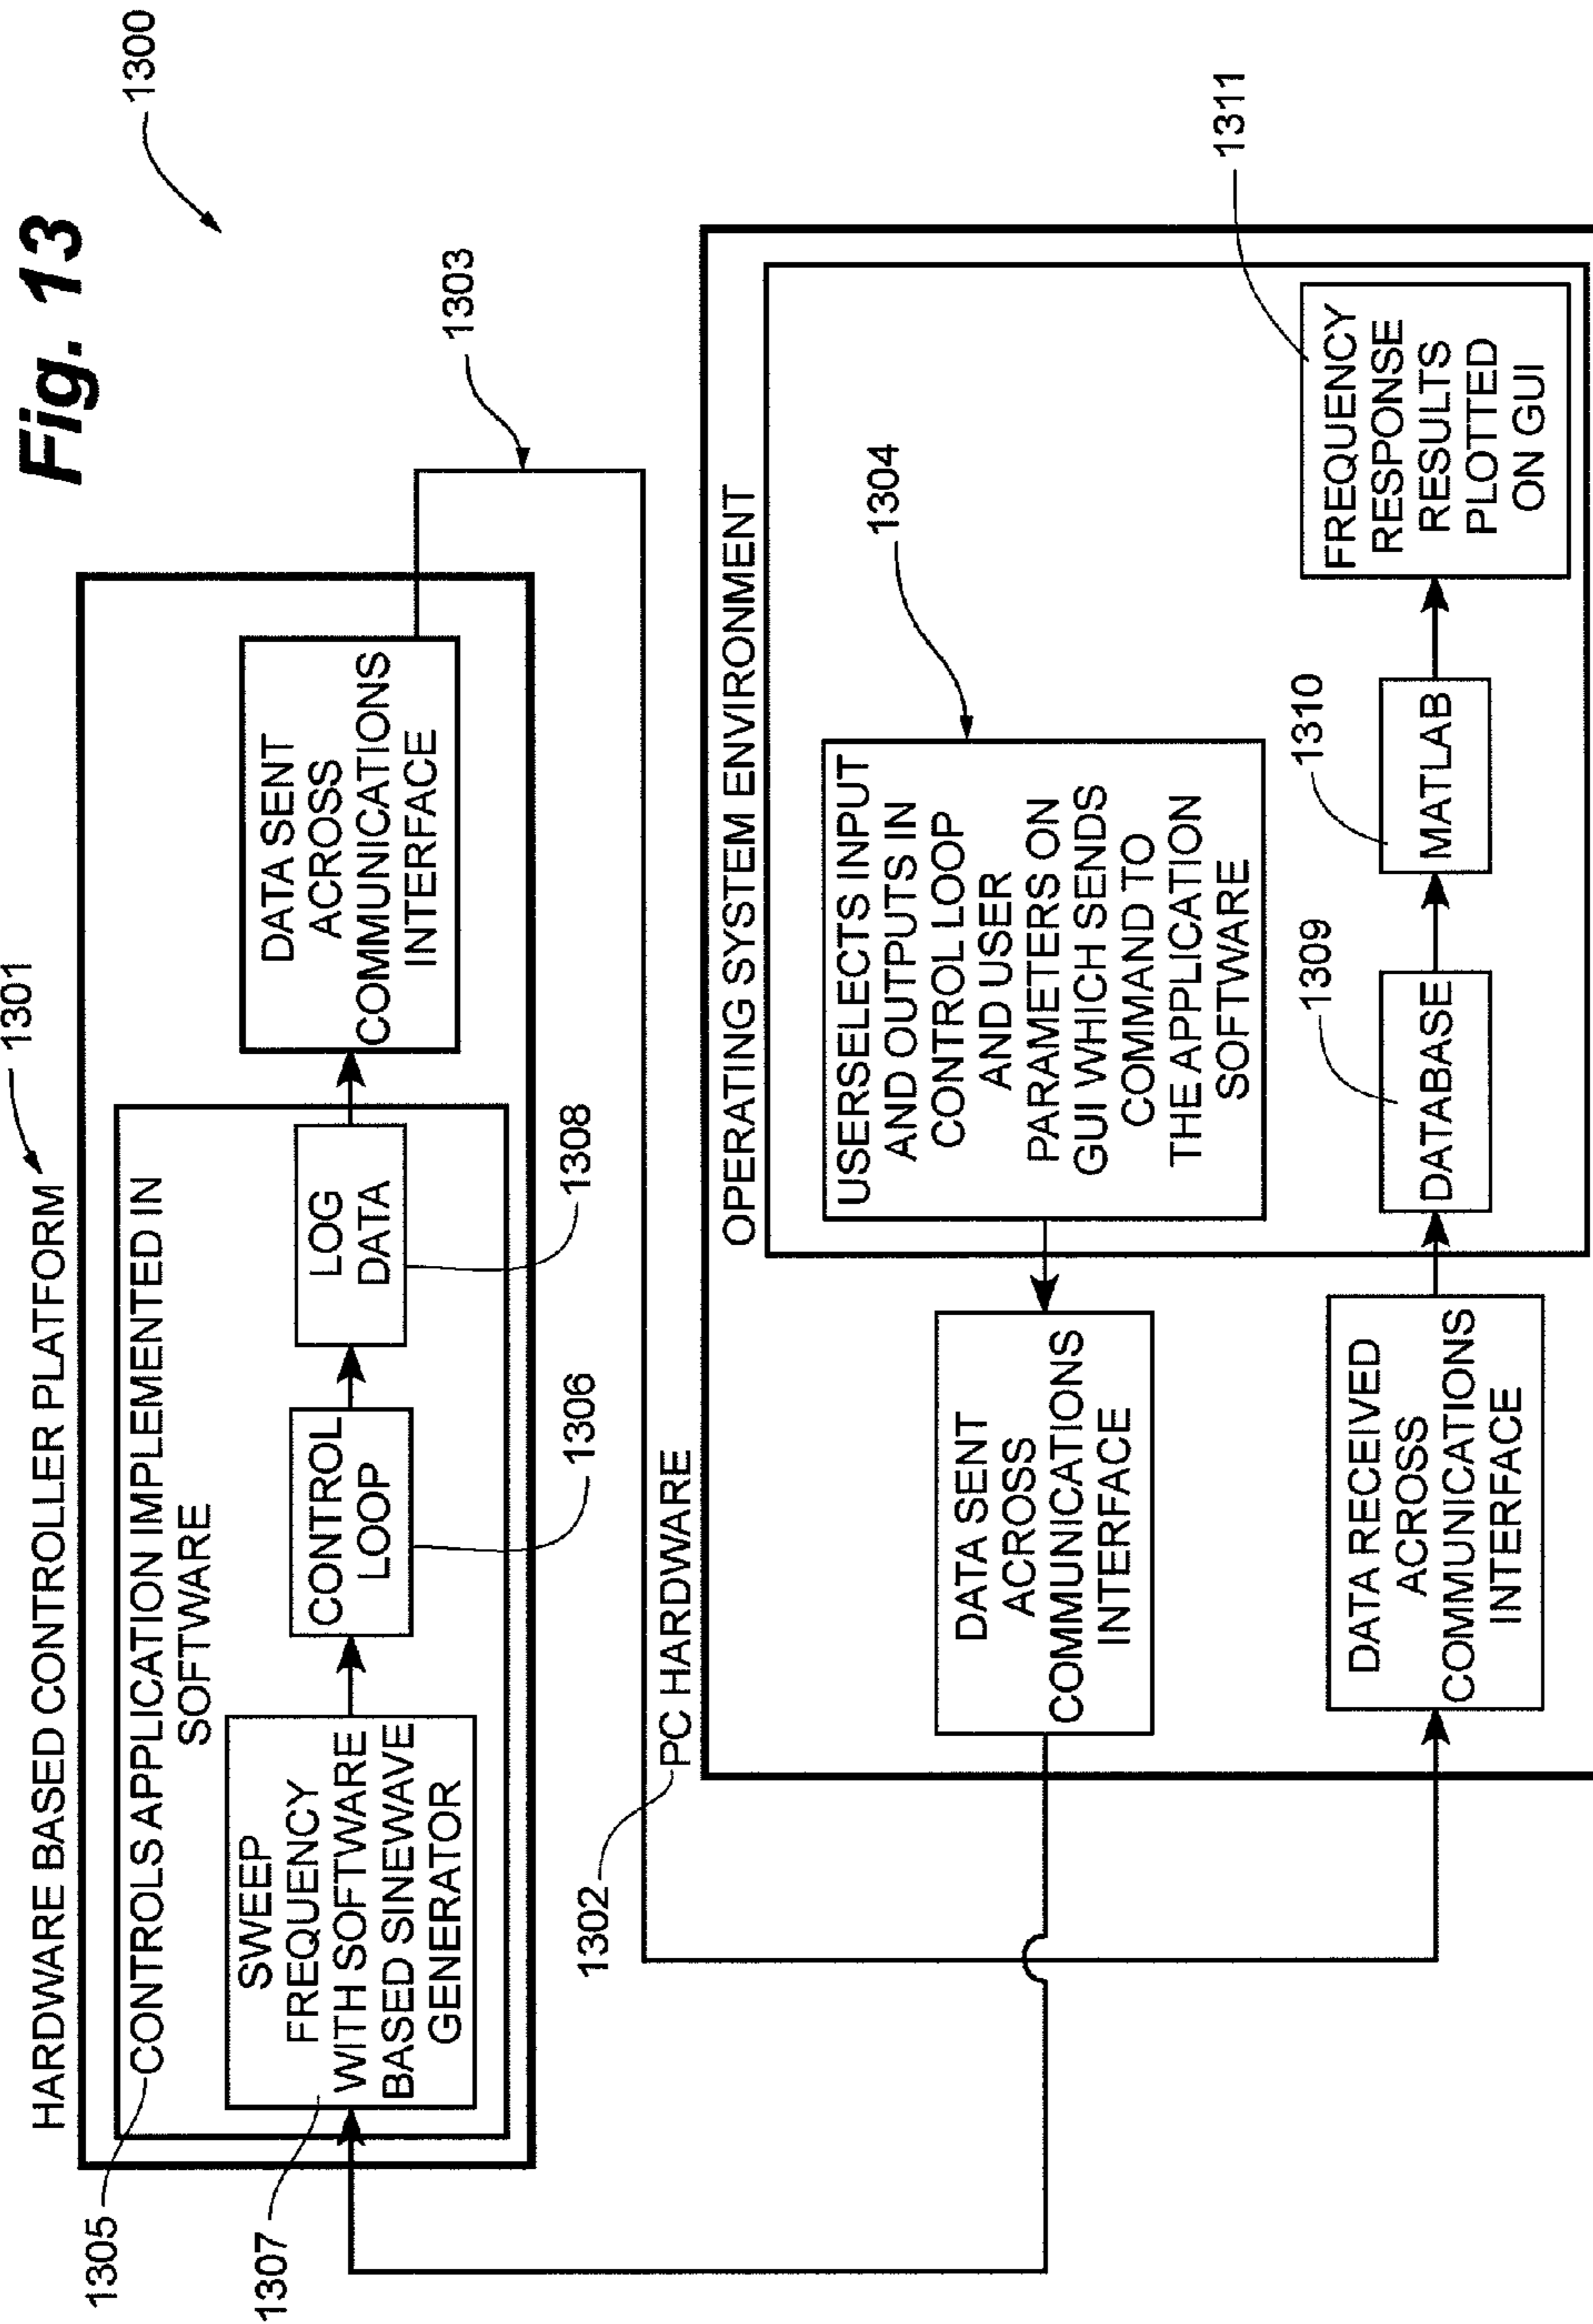 Fig. 13
1300
HARDWARE BASED CONTROLLER PLATFORM
1301
1305
CONTROLS APPLICATION IMPLEMENTED IN
SOFTWARE
1307
SWEEP
FREQUENCY
WITH SOFTWARE
BASED SINEWAVE
GENERATOR
CONTROL
LOOP
1306
LOG
DATA
1308
DATA SENT
ACROSS
COMMUNICATIONS
INTERFACE
1303
1302
PC HARDWARE
OPERATING SYSTEM ENVIRONMENT
DATA SENT
ACROSS
COMMUNICATIONS
INTERFACE
USERSELECTS INPUT
AND OUTPUTS IN
CONTROL LOOP
AND USER
PARAMETERS ON
GUI WHICH SENDS
COMMAND TO
THE APPLICATION
SOFTWARE
1304
DATA RECEIVED
ACROSS
COMMUNICATIONS
INTERFACE
DATABASE
1309
MATLAB
1310
FREQUENCY
RESPONSE
RESULTS
PLOTTED
ON GUI
1311